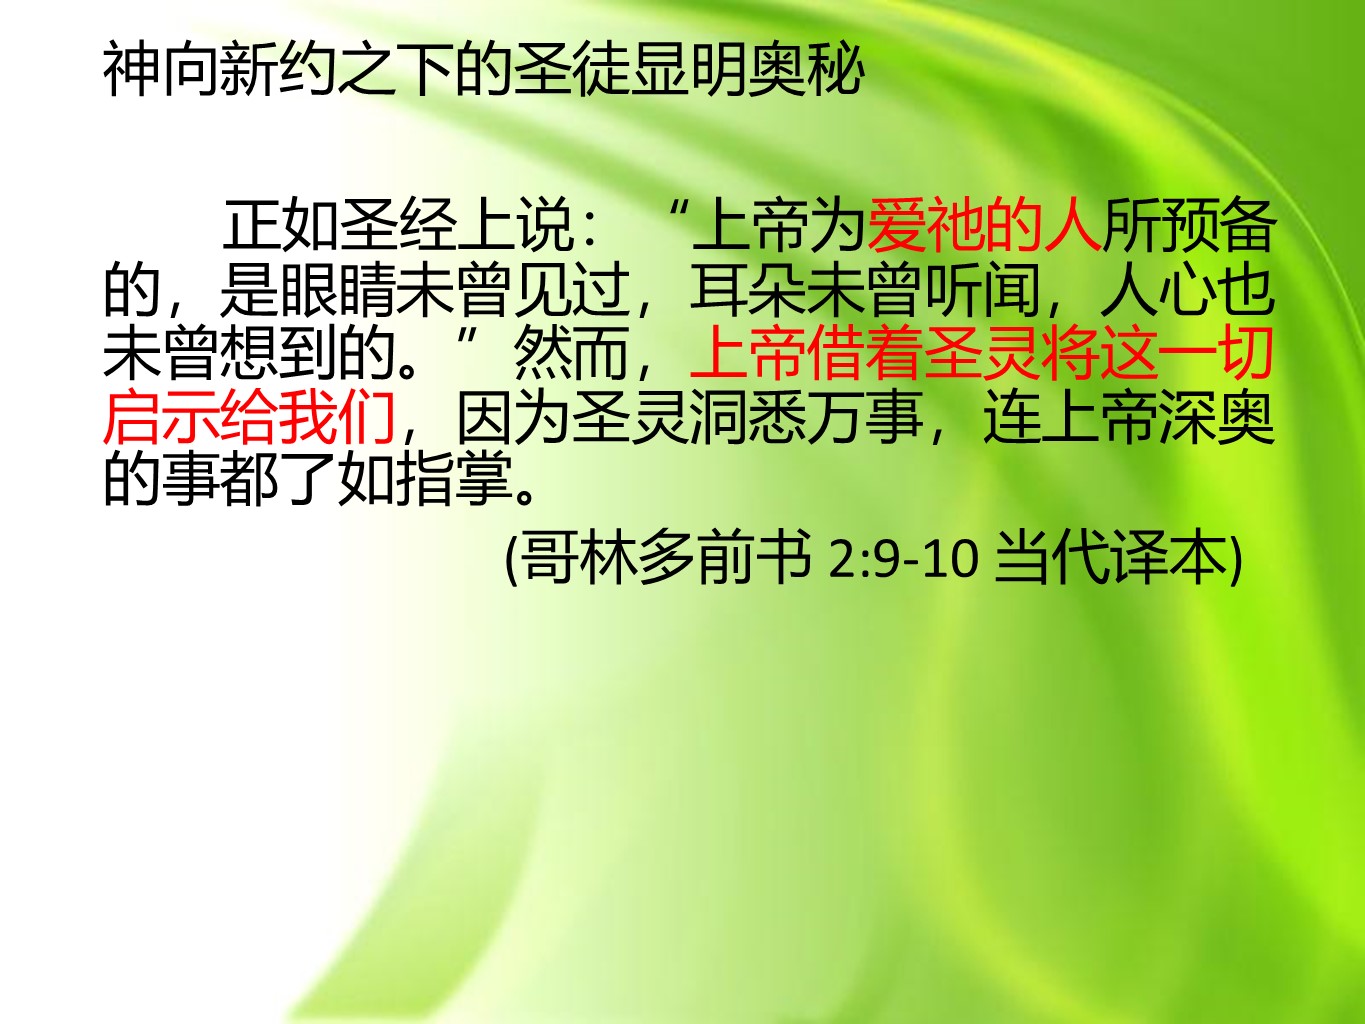 神向新约之下的圣徒显明奥秘
正如圣经上说：“上帝为爱祂的人所预备
的，是眼睛未曾见过，耳朵未曾听闻，人心也
未曾想到的。”然而，上帝借着圣灵将这一切
启示给我们，因为圣灵洞悉万事，连上帝深奥
的事都了如指掌。
(哥林多前书 2:9-10 当代译本)